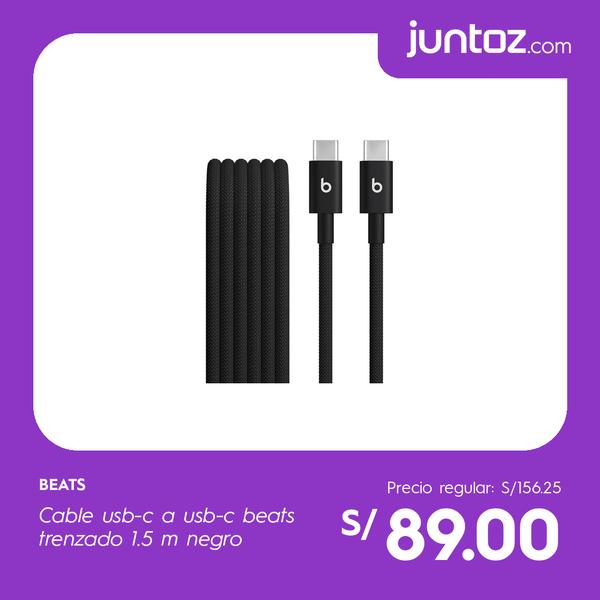 juntoz.com
b b
BEATS
Cable usb-c a usb-c beats
trenzado 1.5 m negro
Precio regular: S/156.25
S/89.00